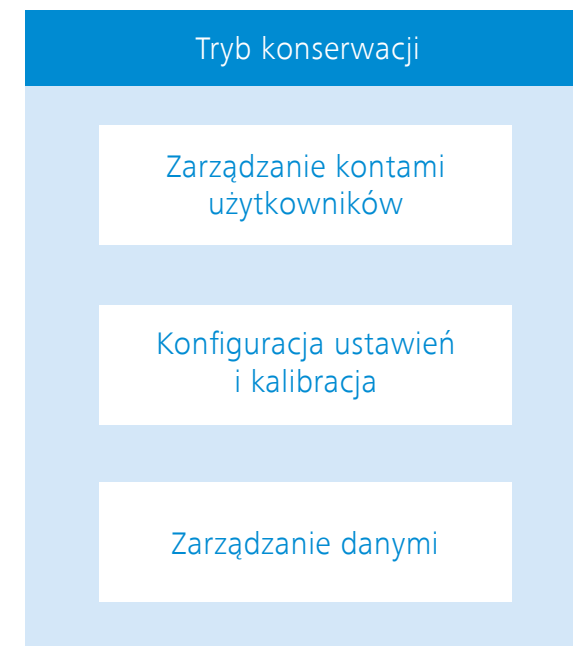 Tryb konserwacji
Zarządzanie kontami
użytkowników
Konfiguracja ustawień
i kalibracja
Zarządzanie danymi